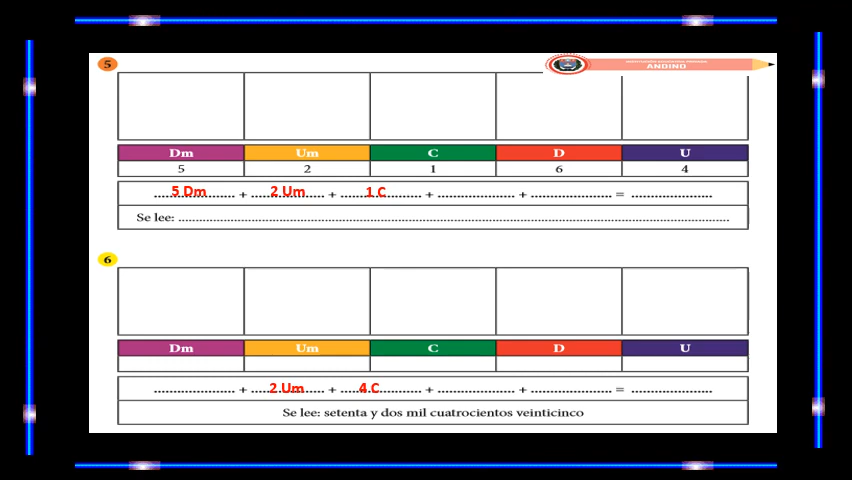 5
ANDINO
Dm Um C D U
5 2 1 6 4
5 Dm + 2 Um + 1 C + + =
Se lee:
6
Dm Um C D U
+ 2 Um + 4 C + + =
Se lee: setenta y dos mil cuatrocientos veinticinco